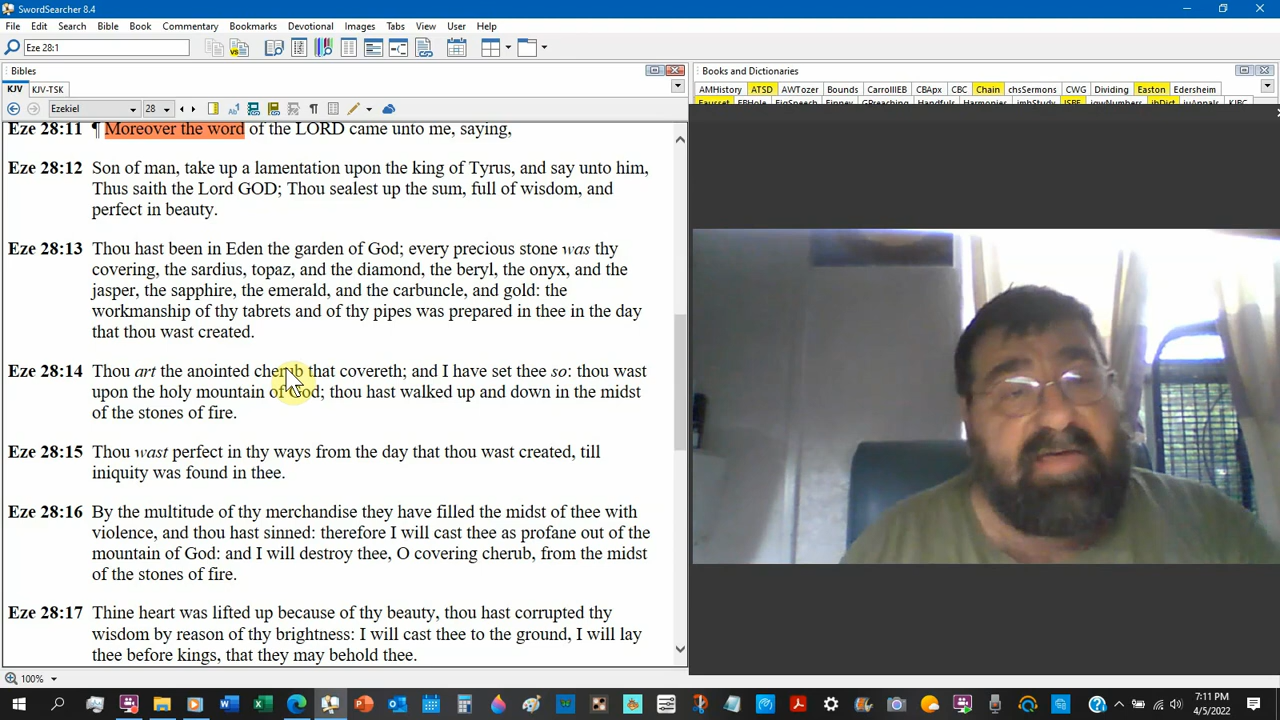 SwordSearcher 8.4
File Edit Search Bible Book Commentary Bookmarks Devotional Images Tabs View User Help
Eze 28:1
Bibles
KJV KJV-TSK
Ezekiel 28
Eze 28:11 ¶ Moreover the word of the LORD came unto me, saying,
Eze 28:12 Son of man, take up a lamentation upon the king of Tyrus, and say unto him,
Thus saith the Lord GOD; Thou sealest up the sum, full of wisdom, and
perfect in beauty.
Eze 28:13 Thou hast been in Eden the garden of God; every precious stone was thy
covering, the sardius, topaz, and the diamond, the beryl, the onyx, and the
jasper, the sapphire, the emerald, and the carbuncle, and gold: the
workmanship of thy tabrets and of thy pipes was prepared in thee in the day
that thou wast created.
Eze 28:14 Thou art the anointed cherub that covereth; and I have set thee so: thou wast
upon the holy mountain of God; thou hast walked up and down in the midst
of the stones of fire.
Eze 28:15 Thou wast perfect in thy ways from the day that thou wast created, till
iniquity was found in thee.
Eze 28:16 By the multitude of thy merchandise they have filled the midst of thee with
violence, and thou hast sinned: therefore I will cast thee as profane out of the
mountain of God: and I will destroy thee, O covering cherub, from the midst
of the stones of fire.
Eze 28:17 Thine heart was lifted up because of thy beauty, thou hast corrupted thy
wisdom by reason of thy brightness: I will cast thee to the ground, I will lay
thee before kings, that they may behold thee.
100%
Books and Dictionaries
AMHistory ATSD AWTozer Bounds CarrollIEB CBApx CBC Chain chsSermons CWG Dividing Easton Edersheim
7:11 PM
4/5/2022